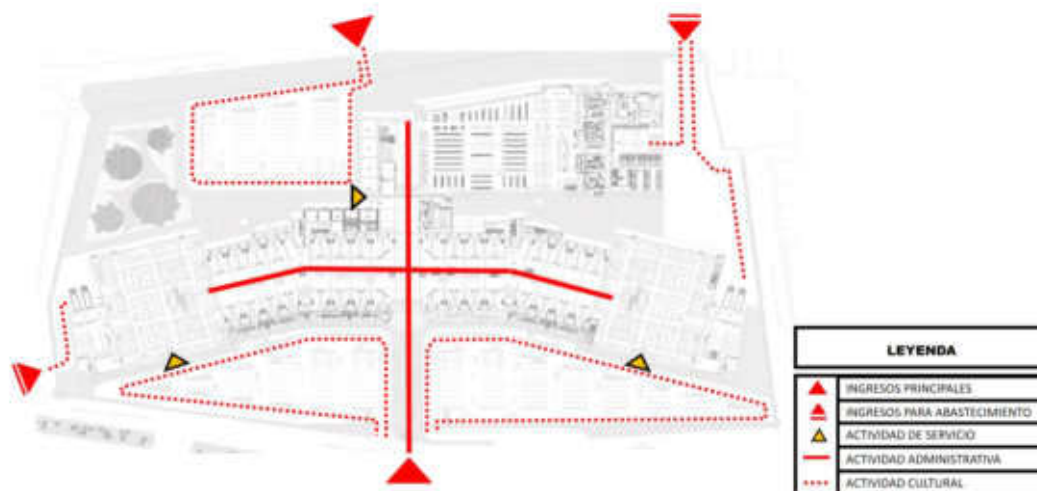 LEYENDA
INGRESOS PRINCIPALES
INGRESOS PARA ABASTECIMIENTO
ACTIVIDAD DE SERVICIO
ACTIVIDAD ADMINISTRATIVA
ACTIVIDAD CULTURAL